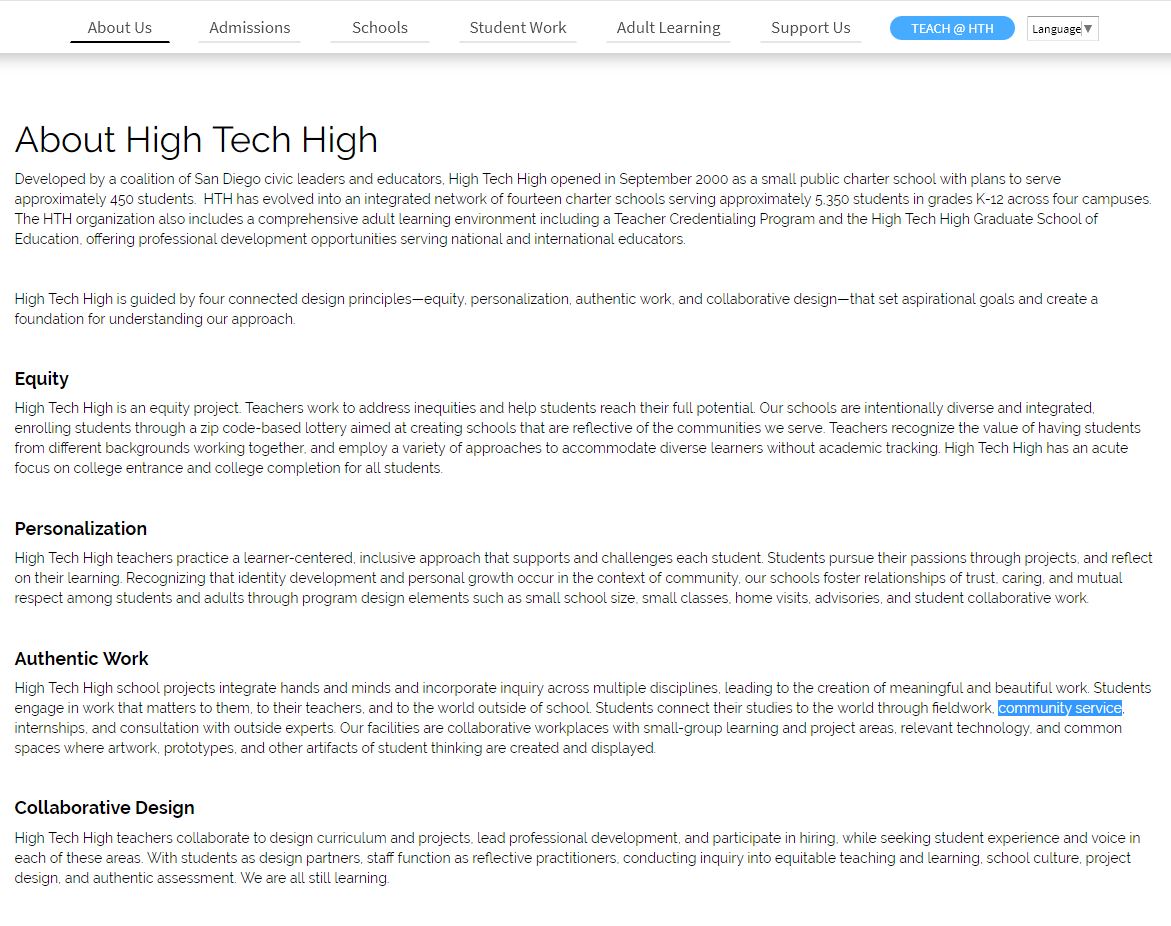 About Us Admissions Schools Student Work Adult Learning Support Us TEACH @ HTH Language▼
About High Tech High
Developed by a coalition of San Diego civic leaders and educators, High Tech High opened in September 2000 as a small public charter school with plans to serve
approximately 450 students.  HTH has evolved into an integrated network of fourteen charter schools serving approximately 5,350 students in grades K-12 across four campuses.
The HTH organization also includes a comprehensive adult learning environment including a Teacher Credentialing Program and the High Tech High Graduate School of
Education, offering professional development opportunities serving national and international educators.
High Tech High is guided by four connected design principles—equity, personalization, authentic work, and collaborative design—that set aspirational goals and create a
foundation for understanding our approach.
Equity
High Tech High is an equity project. Teachers work to address inequities and help students reach their full potential. Our schools are intentionally diverse and integrated,
enrolling students through a zip code-based lottery aimed at creating schools that are reflective of the communities we serve. Teachers recognize the value of having students
from different backgrounds working together, and employ a variety of approaches to accommodate diverse learners without academic tracking. High Tech High has an acute
focus on college entrance and college completion for all students.
Personalization
High Tech High teachers practice a learner-centered, inclusive approach that supports and challenges each student. Students pursue their passions through projects, and reflect
on their learning. Recognizing that identity development and personal growth occur in the context of community, our schools foster relationships of trust, caring, and mutual
respect among students and adults through program design elements such as small school size, small classes, home visits, advisories, and student collaborative work.
Authentic Work
High Tech High school projects integrate hands and minds and incorporate inquiry across multiple disciplines, leading to the creation of meaningful and beautiful work. Students
engage in work that matters to them, to their teachers, and to the world outside of school. Students connect their studies to the world through fieldwork, community service,
internships, and consultation with outside experts. Our facilities are collaborative workplaces with small-group learning and project areas, relevant technology, and common
spaces where artwork, prototypes, and other artifacts of student thinking are created and displayed.
Collaborative Design
High Tech High teachers collaborate to design curriculum and projects, lead professional development, and participate in hiring, while seeking student experience and voice in
each of these areas. With students as design partners, staff function as reflective practitioners, conducting inquiry into equitable teaching and learning, school culture, project
design, and authentic assessment. We are all still learning.